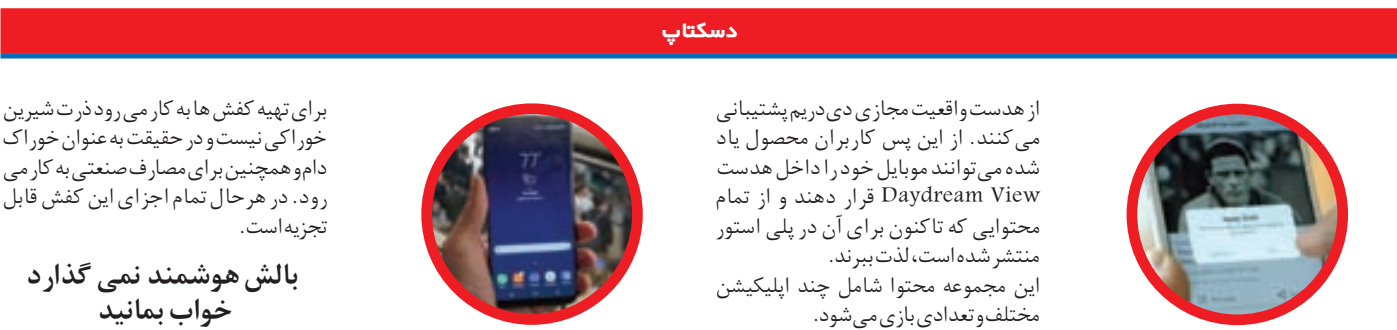 دسکتاپ
از هدست واقعیت مجازی دی‌دریم پشتیبانی
می‌کنند. از این پس کاربران محصول یاد
شده می‌توانند موبایل خود را داخل هدست
Daydream View قرار دهند و از تمام
محتوایی که تاکنون برای آن در پلی استور
منتشر شده است، لذت ببرند.
این مجموعه محتوا شامل چند اپلیکیشن
مختلف و تعدادی بازی می‌شود.
77
برای تهیه کفش ها به کار می رود ذرت شیرین
خوراکی نیست و در حقیقت به عنوان خوراک
دام و همچنین برای مصارف صنعتی به کار می
رود. در هر حال تمام اجزای این کفش قابل
تجزیه است.
بالش هوشمند نمی گذارد
خواب بمانید